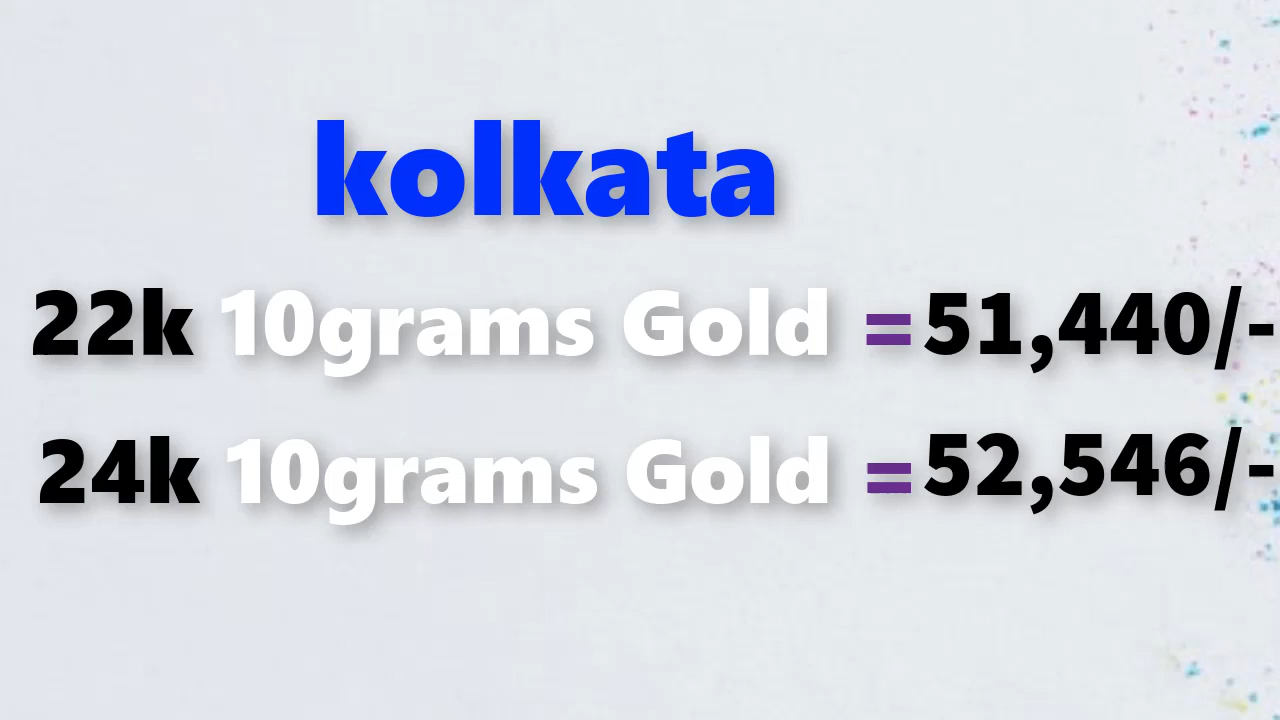 kolkata
22k 10grams Gold =51,440/-
24k 10grams Gold =52,546/-